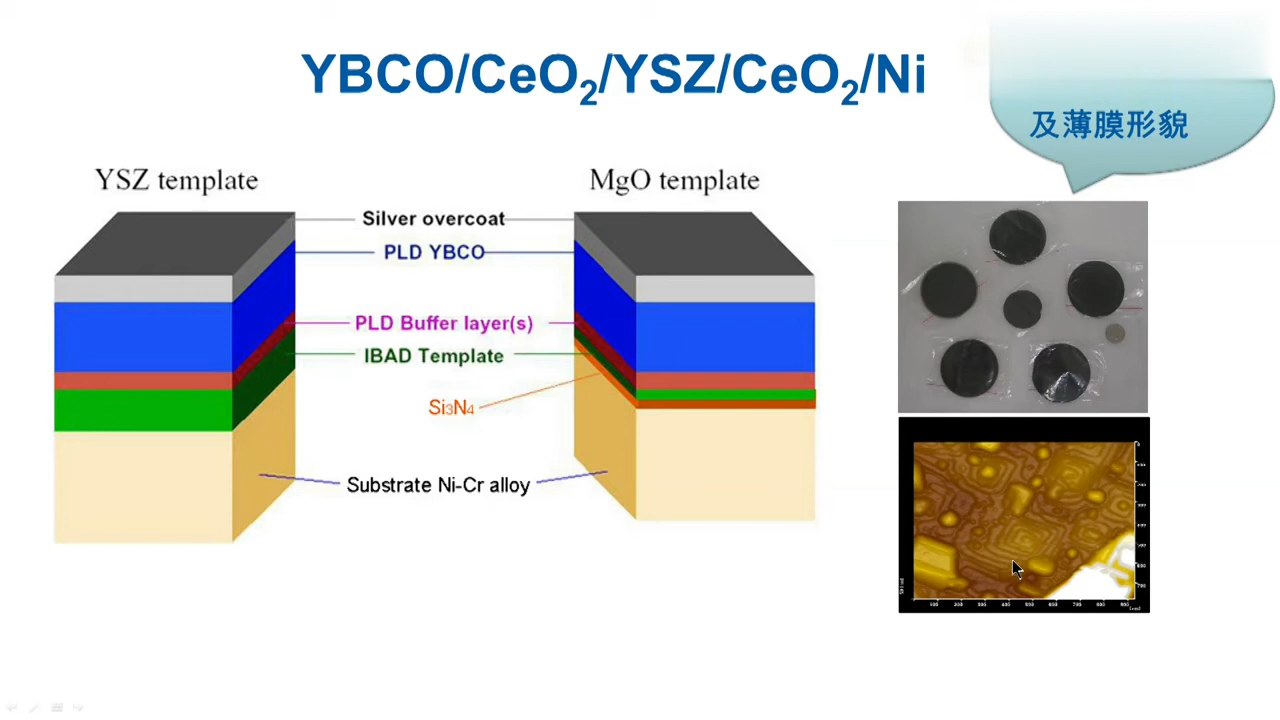 YBCO/CeO₂/YSZ/CeO₂/Ni
及薄膜形貌
YSZ template
MgO template
Silver overcoat
PLD YBCO
PLD Buffer layer(s)
IBAD Template
Si₃N₄
Substrate Ni-Cr alloy